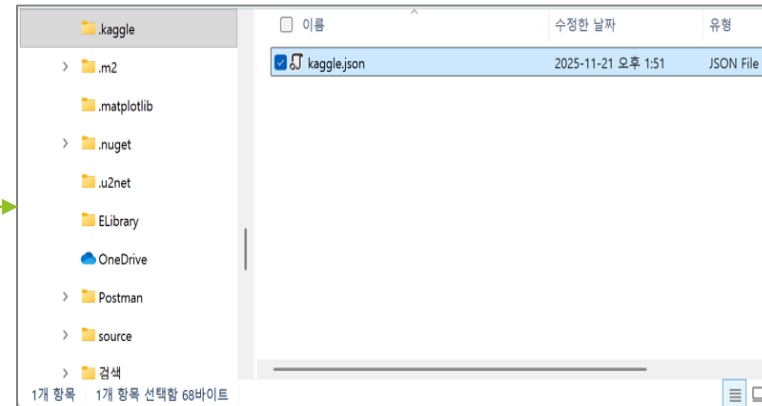 .kaggle
.m2
.matplotlib
.nuget
.u2net
ELibrary
OneDrive
Postman
source
검색
이름 수정한 날짜 유형
kaggle.json 2025-11-21 오후 1:51 JSON File
1개 항목 1개 항목 선택함 68바이트